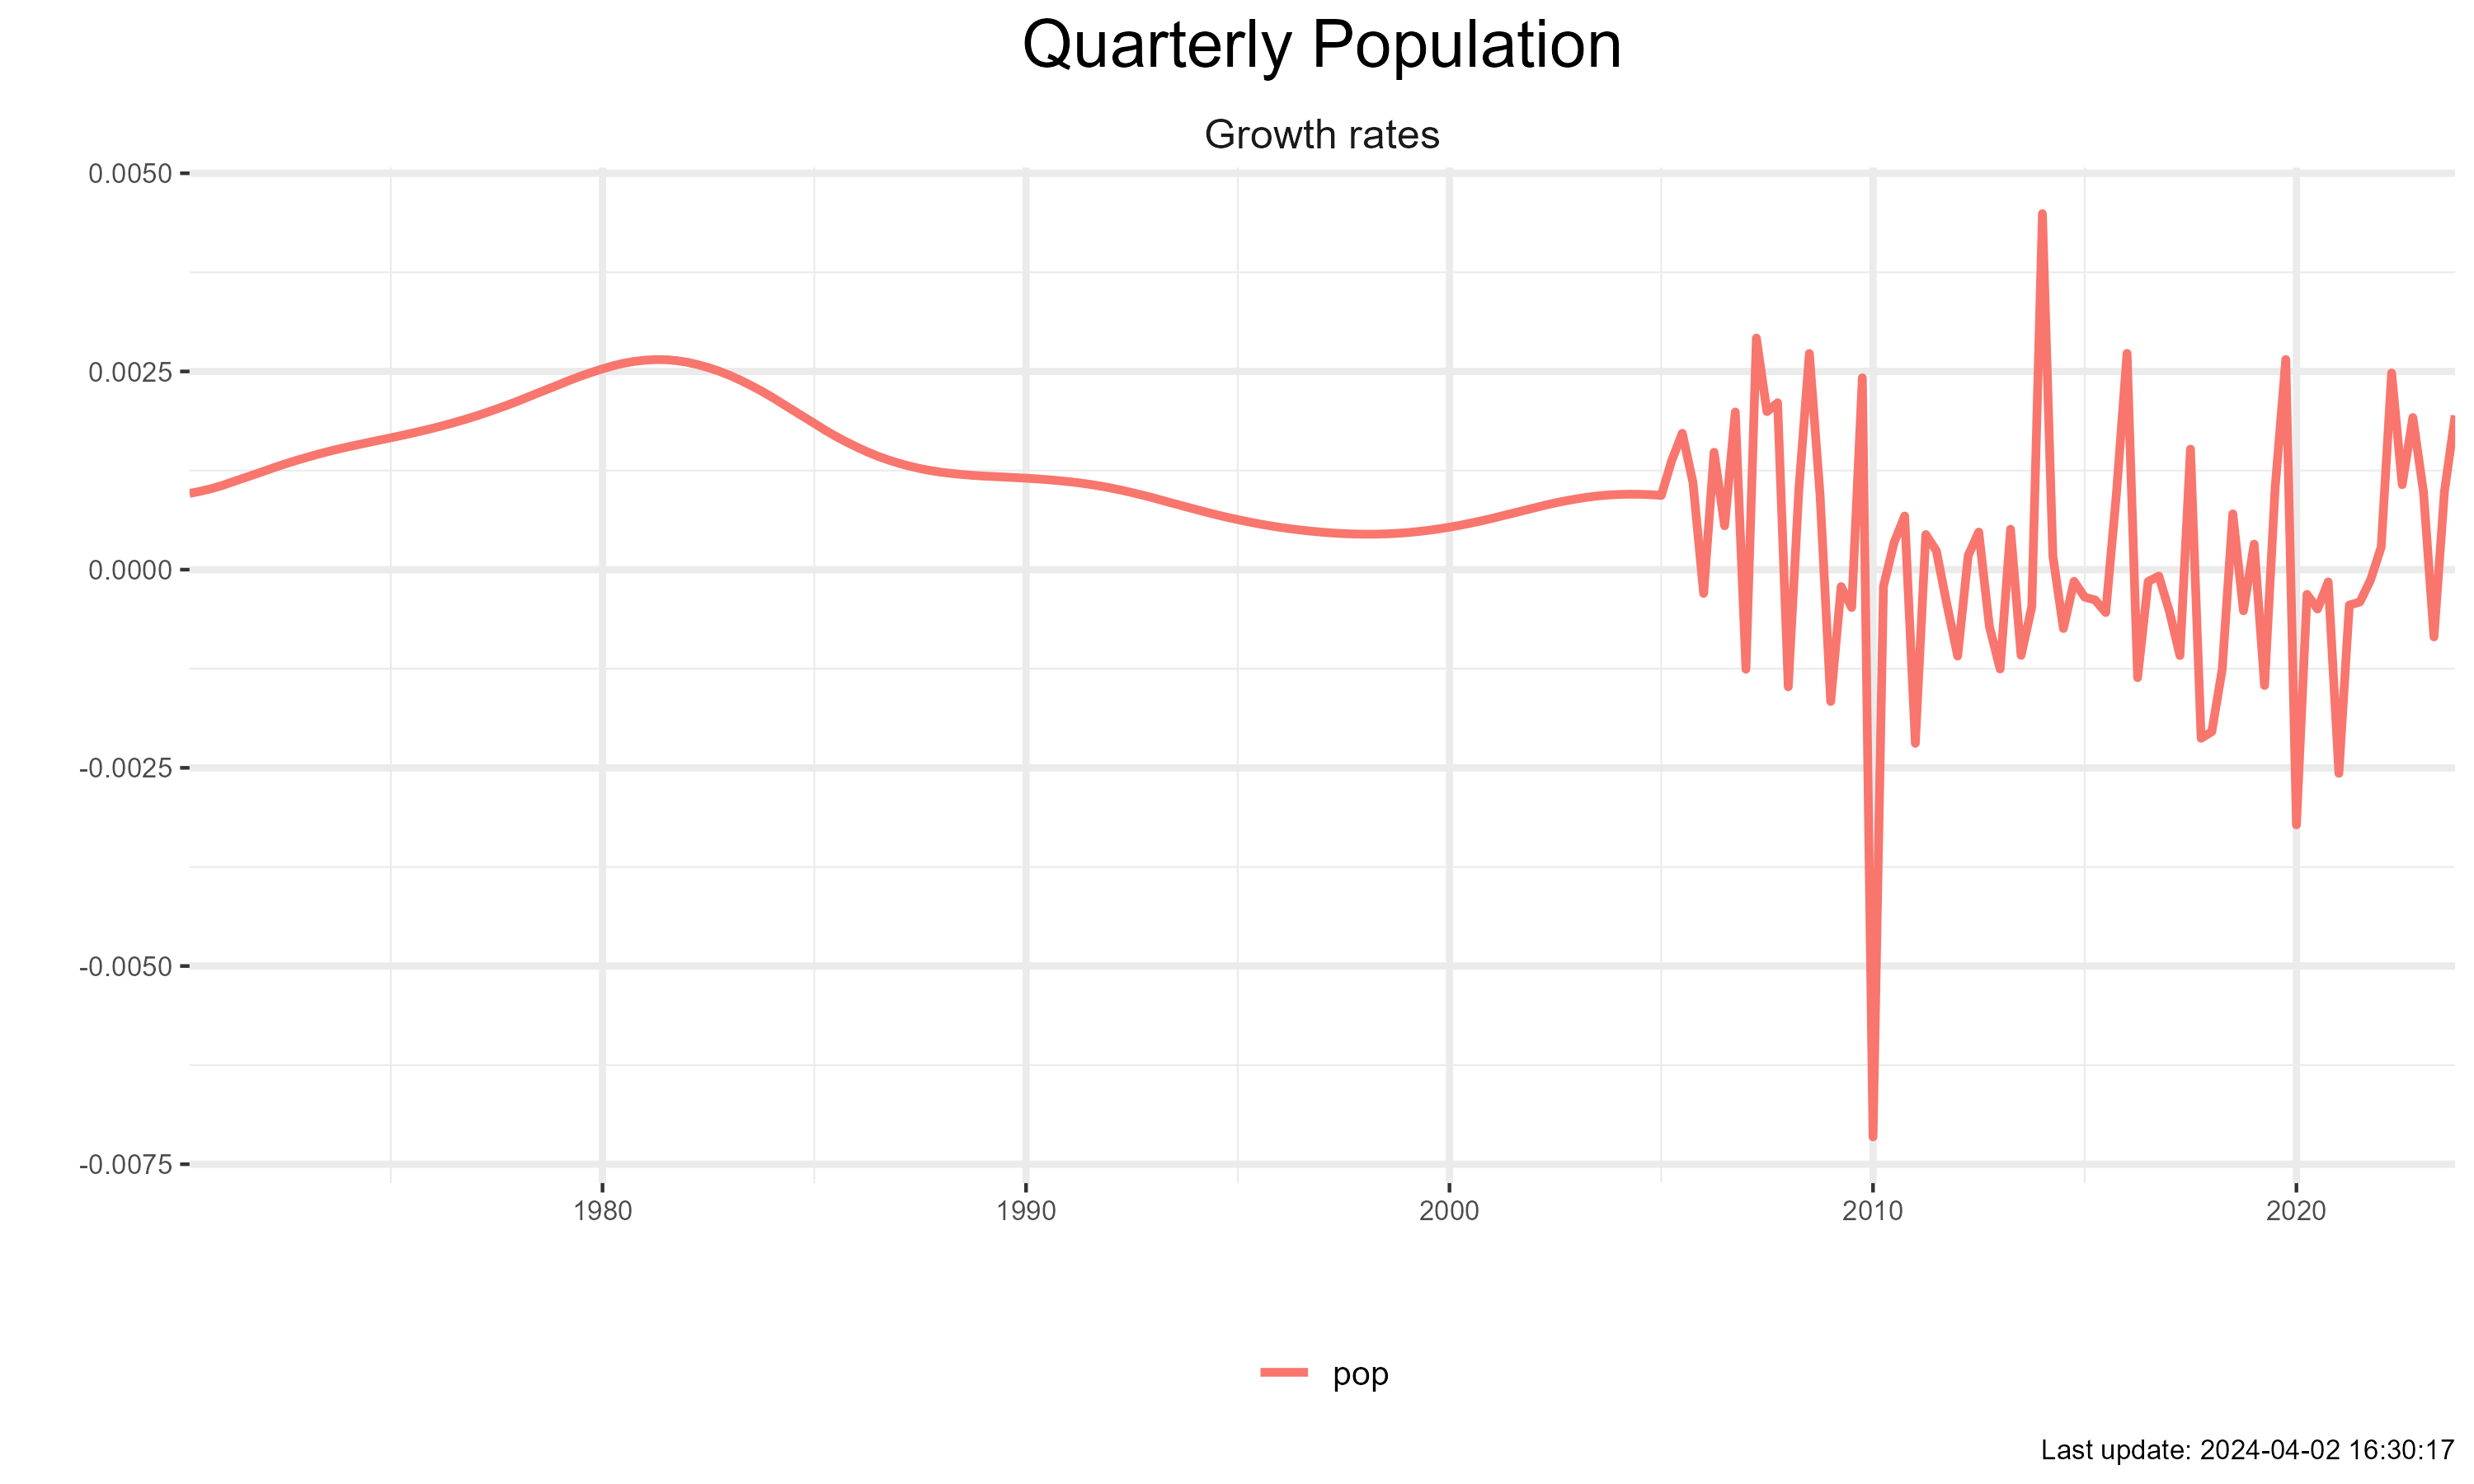 Quarterly Population
Growth rates
0.0050
0.0025
0.0000
-0.0025
-0.0050
-0.0075
1980 1990 2000 2010 2020
pop
Last update: 2024-04-02 16:30:17